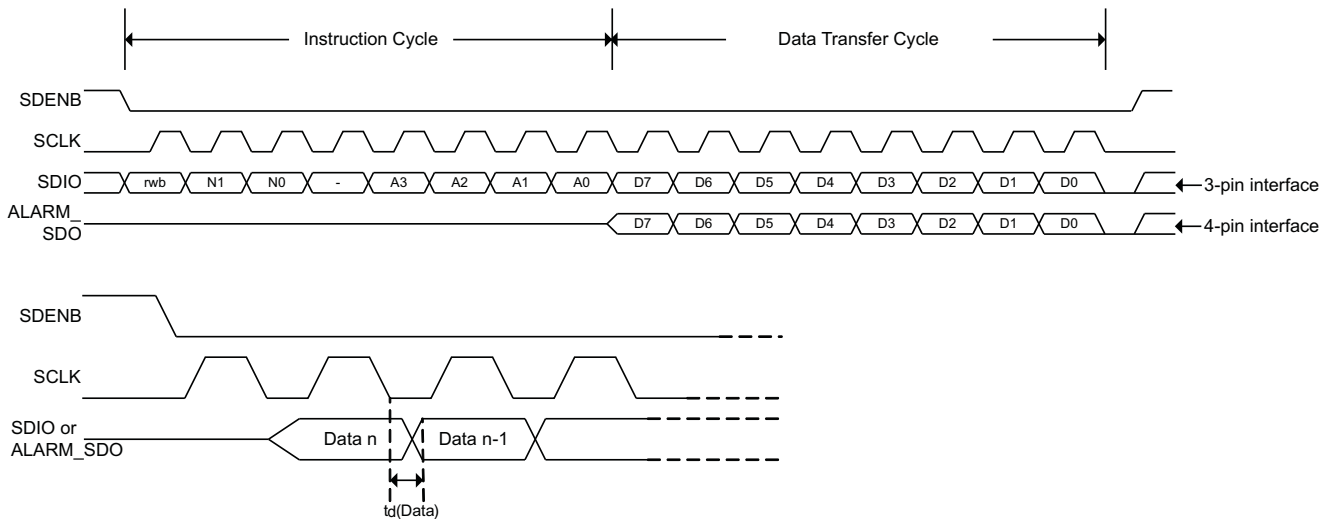 Instruction Cycle
Data Transfer Cycle
SDENB
SCLK
SDIO
rwb N1 N0 - A3 A2 A1 A0 D7 D6 D5 D4 D3 D2 D1 D0
3-pin interface
ALARM_
SDO
D7 D6 D5 D4 D3 D2 D1 D0
4-pin interface
SDENB
SCLK
SDIO or
ALARM_SDO
Data n
Data n-1
td(Data)